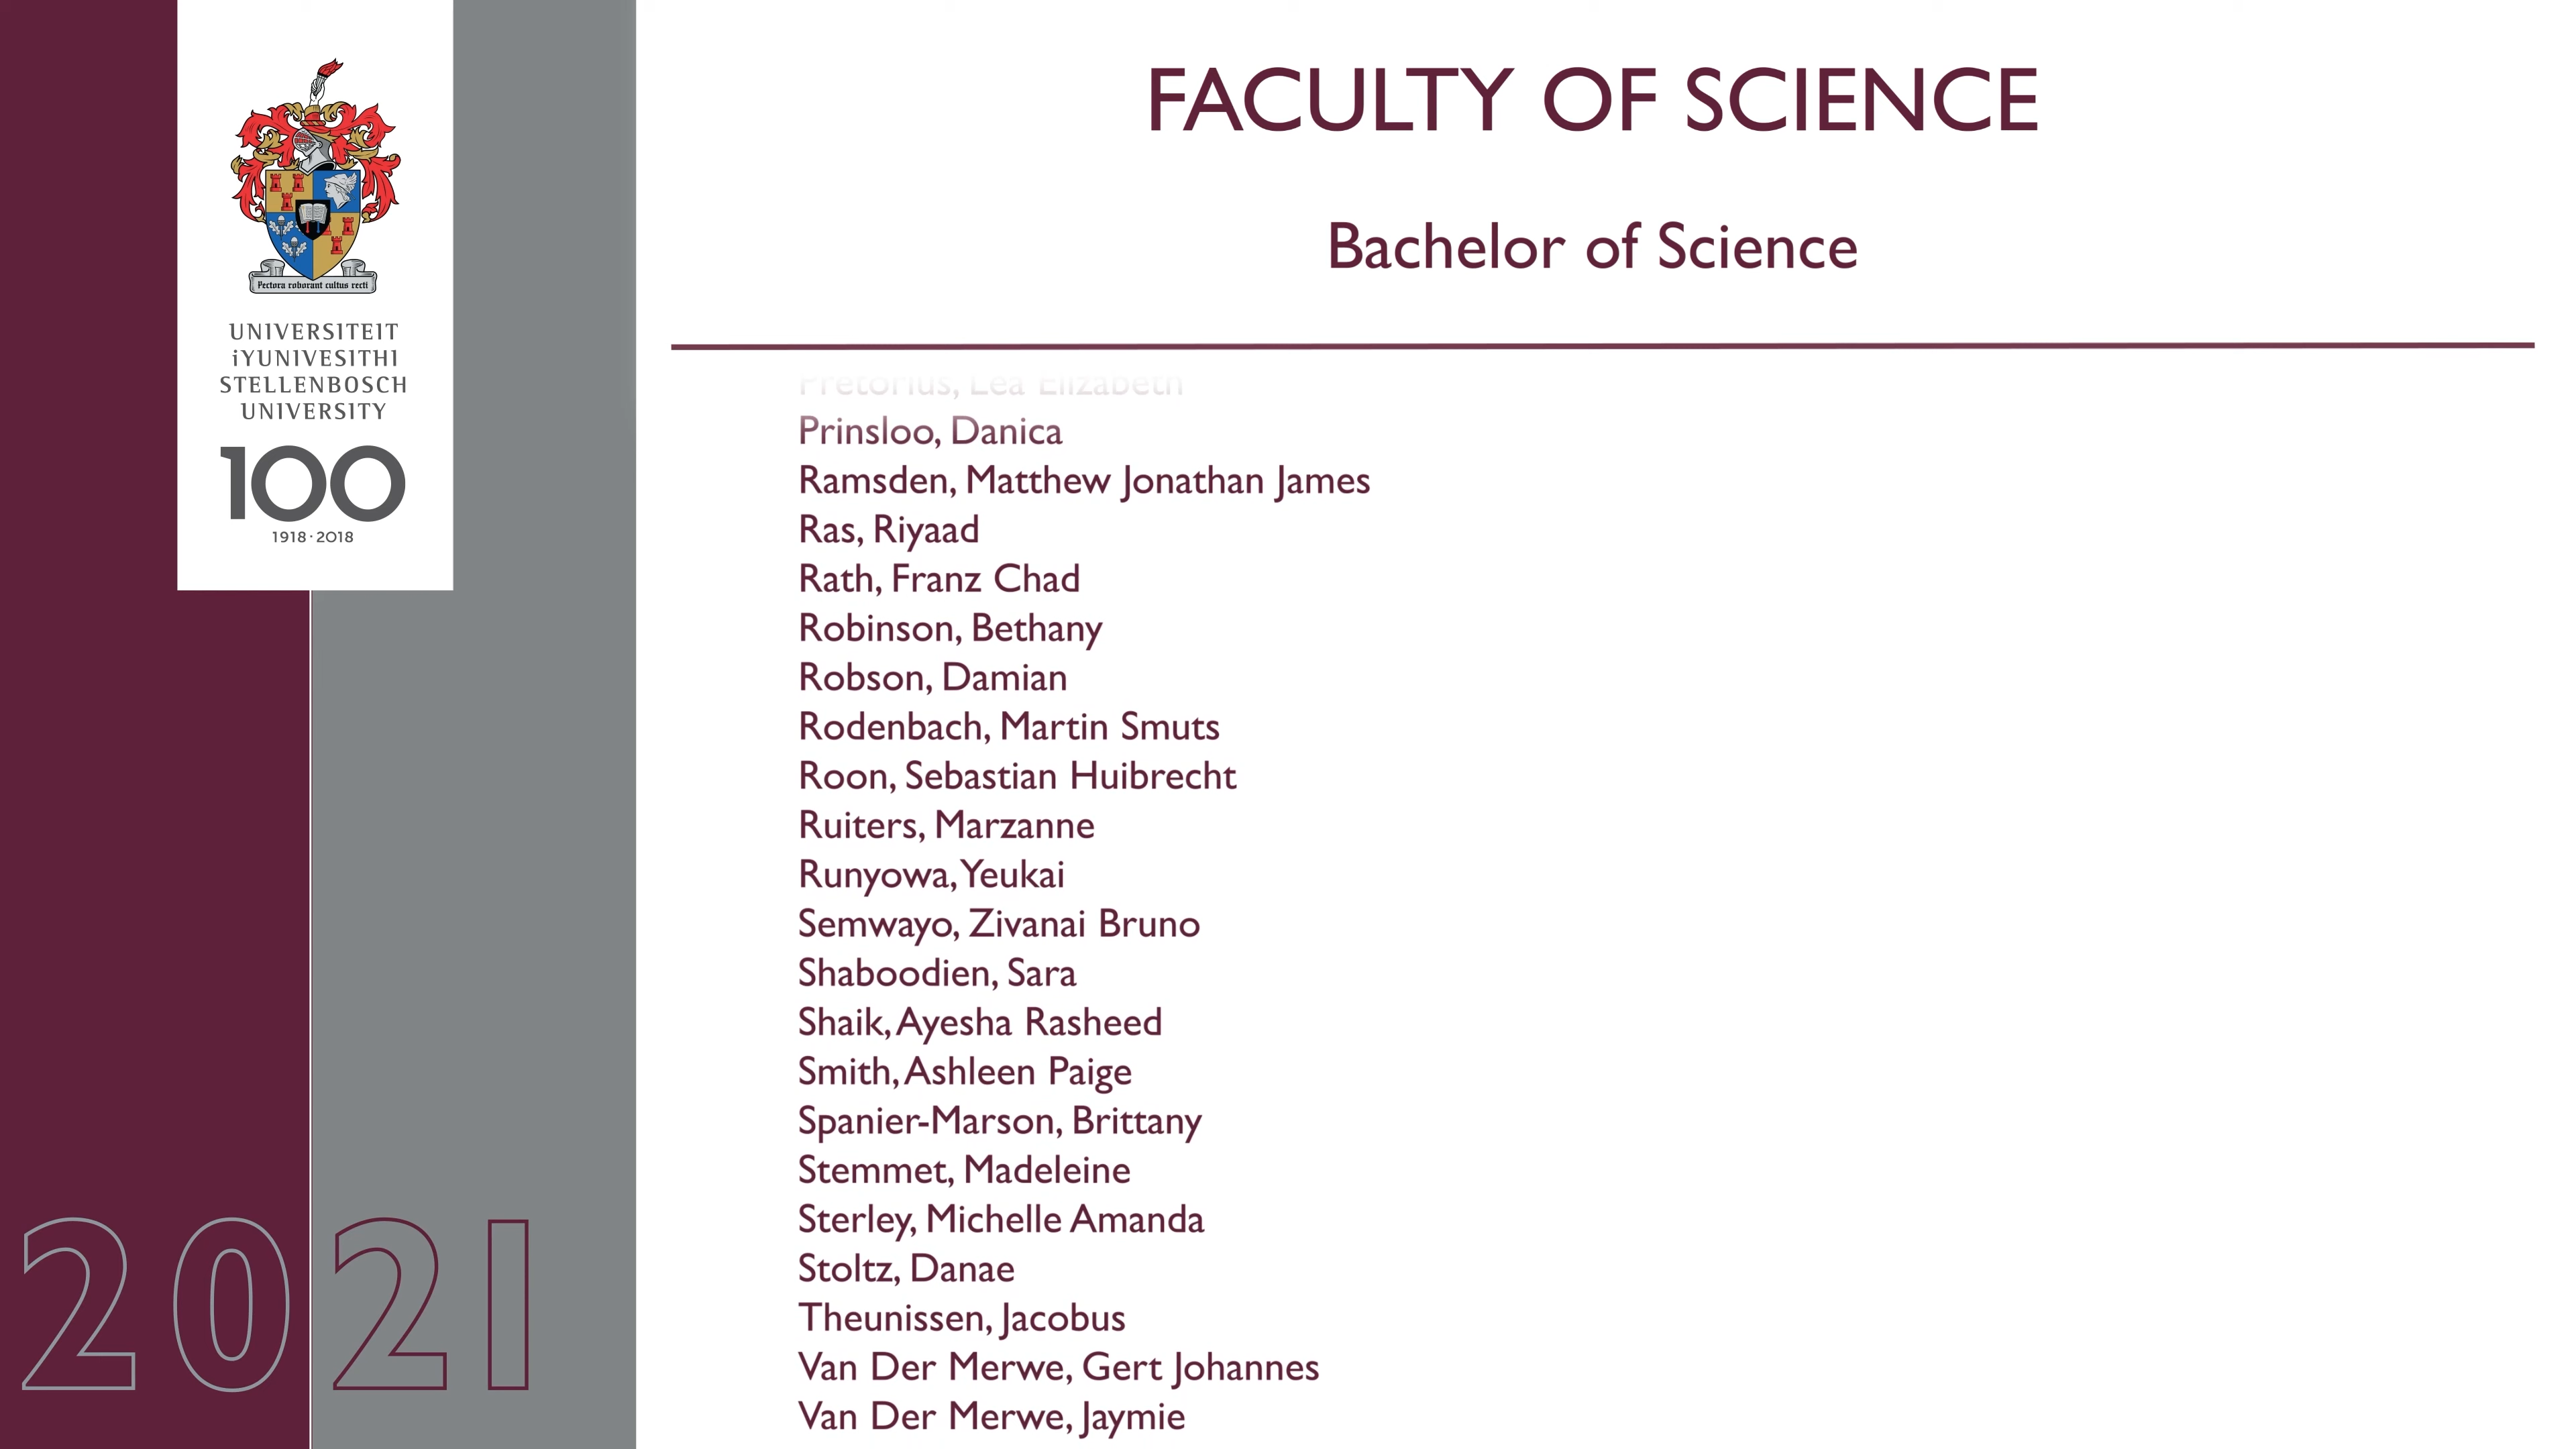 Pectora roborant cultus recti
UNIVERSITEIT
iYUNIVESITHI
STELLENBOSCH
UNIVERSITY
100
1918 · 2018
2021
FACULTY OF SCIENCE
Bachelor of Science
Pretorius, Lea Elizabeth
Prinsloo, Danica
Ramsden, Matthew Jonathan James
Ras, Riyaad
Rath, Franz Chad
Robinson, Bethany
Robson, Damian
Rodenbach, Martin Smuts
Roon, Sebastian Huibrecht
Ruiters, Marzanne
Runyowa, Yeukai
Semwayo, Zivanai Bruno
Shaboodien, Sara
Shaik, Ayesha Rasheed
Smith, Ashleen Paige
Spanier-Marson, Brittany
Stemmet, Madeleine
Sterley, Michelle Amanda
Stoltz, Danae
Theunissen, Jacobus
Van Der Merwe, Gert Johannes
Van Der Merwe, Jaymie